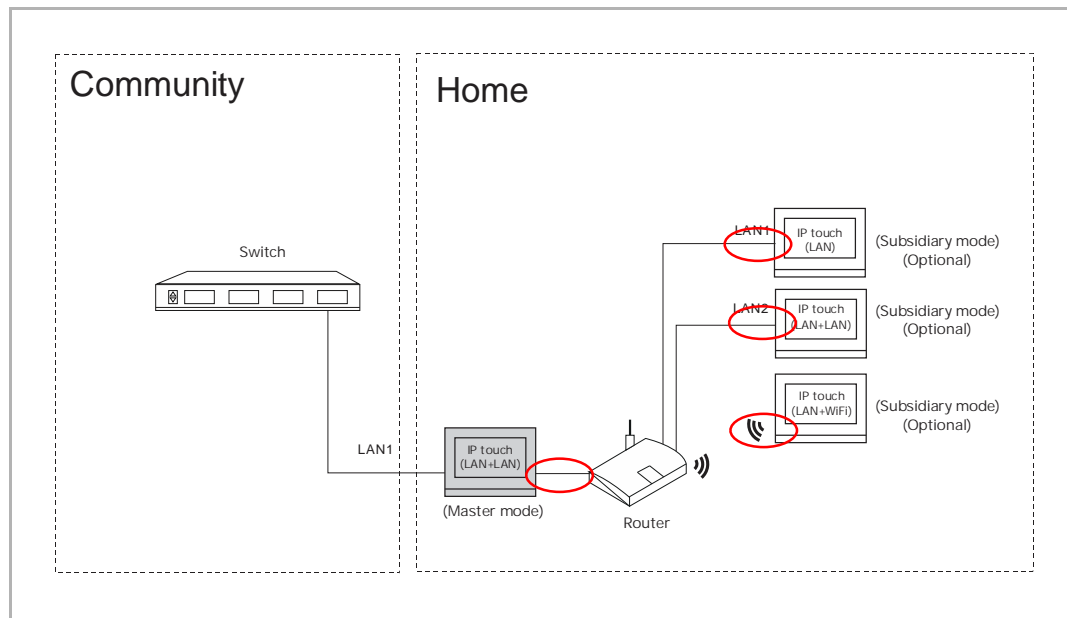 Community
Home
Switch
LAN1
IP touch
(LAN)
(Subsidiary mode)
(Optional)
LAN2
IP touch
(LAN+LAN)
(Subsidiary mode)
(Optional)
IP touch
(LAN+WiFi)
(Subsidiary mode)
(Optional)
LAN1
IP touch
(LAN+LAN)
(Master mode)
Router